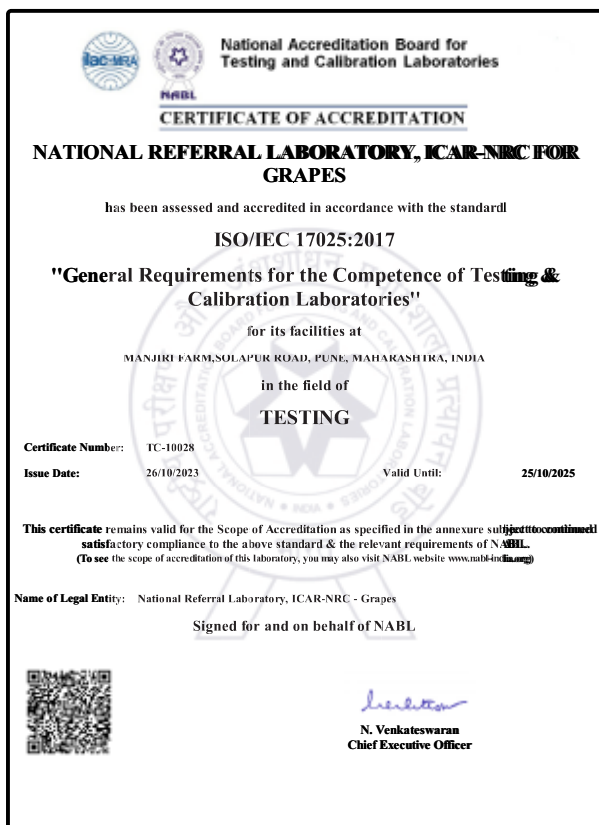 ilac-MRA
NABL
National Accreditation Board for
Testing and Calibration Laboratories
CERTIFICATE OF ACCREDITATION
NATIONAL REFERRAL LABORATORY, ICAR-NRC FOR
GRAPES
has been assessed and accredited in accordance with the standard
ISO/IEC 17025:2017
"General Requirements for the Competence of Testing &
Calibration Laboratories"
for its facilities at
MANJIRI FARM,SOLAPUR ROAD, PUNE, MAHARASHTRA, INDIA
in the field of
TESTING
Certificate Number: TC-10028
Issue Date: 26/10/2023 Valid Until: 25/10/2025
This certificate remains valid for the Scope of Accreditation as specified in the annexure subject to continued
satisfactory compliance to the above standard & the relevant requirements of NABL.
(To see the scope of accreditation of this laboratory, you may also visit NABL website www.nabl-india.org)
Name of Legal Entity: National Referral Laboratory, ICAR-NRC - Grapes
Signed for and on behalf of NABL
N. Venkateswaran
Chief Executive Officer